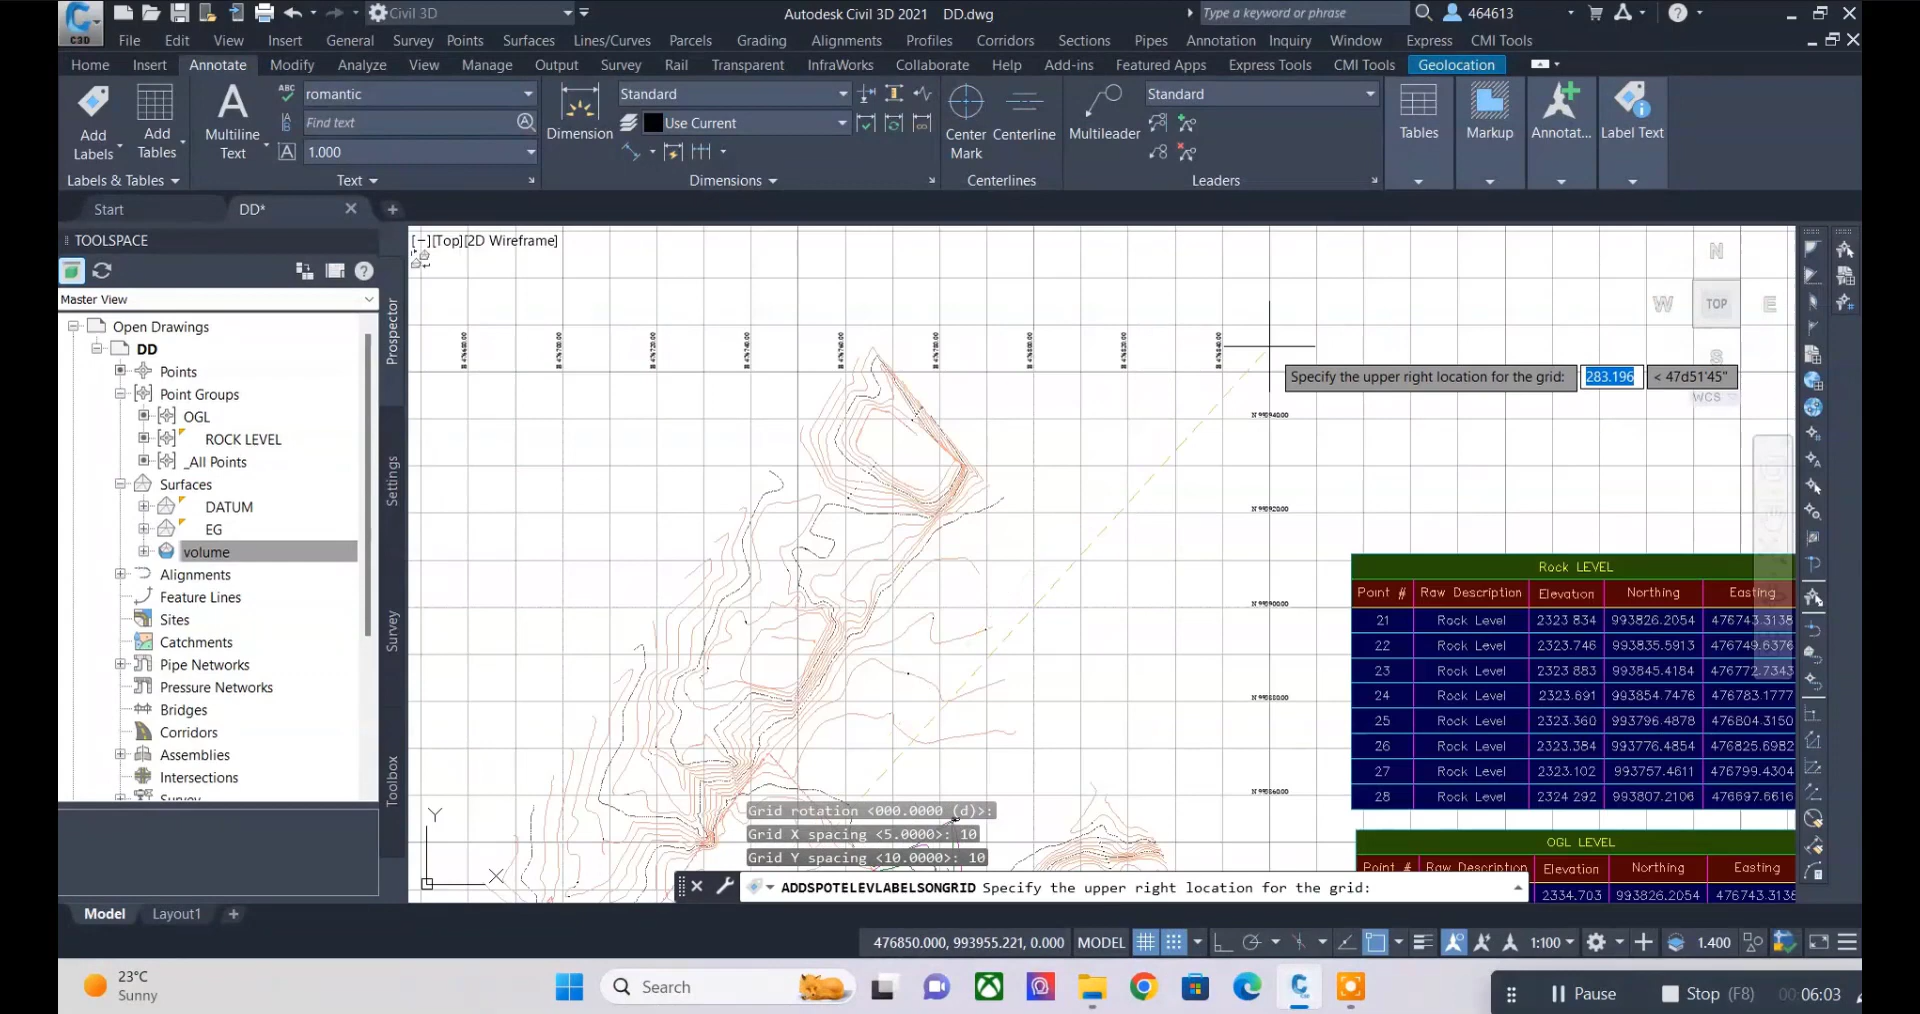 Civil 3D
Autodesk Civil 3D 2021 DD.dwg
Type a keyword or phrase
464613
C3D
File Edit View Insert General Survey Points Surfaces Lines/Curves Parcels Grading Alignments Profiles Corridors Sections Pipes Annotation Inquiry Window Express CMI Tools
Home Insert Annotate Modify Analyze View Manage Output Survey Rail Transparent InfraWorks Collaborate Help Add-ins Featured Apps Express Tools CMI Tools Geolocation
Add Labels
Add Tables
Labels & Tables
Multiline Text
ABC
romantic
Find text
1.000
Text
Dimension
Standard
Use Current
Dimensions
Center Mark
Centerline
Centerlines
Multileader
Standard
Leaders
Tables
Markup
Annotat...
Label Text
Start
DD*
TOOLSPACE
Master View
Open Drawings
DD
Points
Point Groups
OGL
ROCK LEVEL
_All Points
Surfaces
DATUM
EG
volume
Alignments
Feature Lines
Sites
Catchments
Pipe Networks
Pressure Networks
Bridges
Corridors
Assemblies
Intersections
Survey
Prospector
Settings
Survey
Toolbox
[−][Top][2D Wireframe]
N
W
TOP
E
S
WCS
Specify the upper right location for the grid: 283.196 < 47d51'45"
Rock LEVEL
Point # Raw Description Elevation Northing Easting
21 Rock Level 2323 834 993826.2054 476743.3138
22 Rock Level 2323.746 993835.5913 476749.6376
23 Rock Level 2323 883 993845.4184 476772.7343
24 Rock Level 2323.691 993854.7476 476783.1777
25 Rock Level 2323.360 993796.4878 476804.3150
26 Rock Level 2323.384 993776.4854 476825.6982
27 Rock Level 2323.102 993757.4611 476799.4304
28 Rock Level 2324 292 993807.2106 476697.6616
OGL LEVEL
Point # Raw Description Elevation Northing Easting
2334.703 993826.2054 476743.3138
Y
X
Grid rotation <000.0000 (d)>:
Grid X spacing <5.0000>: 10
Grid Y spacing <10.0000>: 10
ADDSPOTELEVLABELSONGRID Specify the upper right location for the grid:
Model
Layout1
476850.000, 993955.221, 0.000 MODEL
1:100
1.400
23°C
Sunny
Search
Pause
Stop (F8)
00:06:03